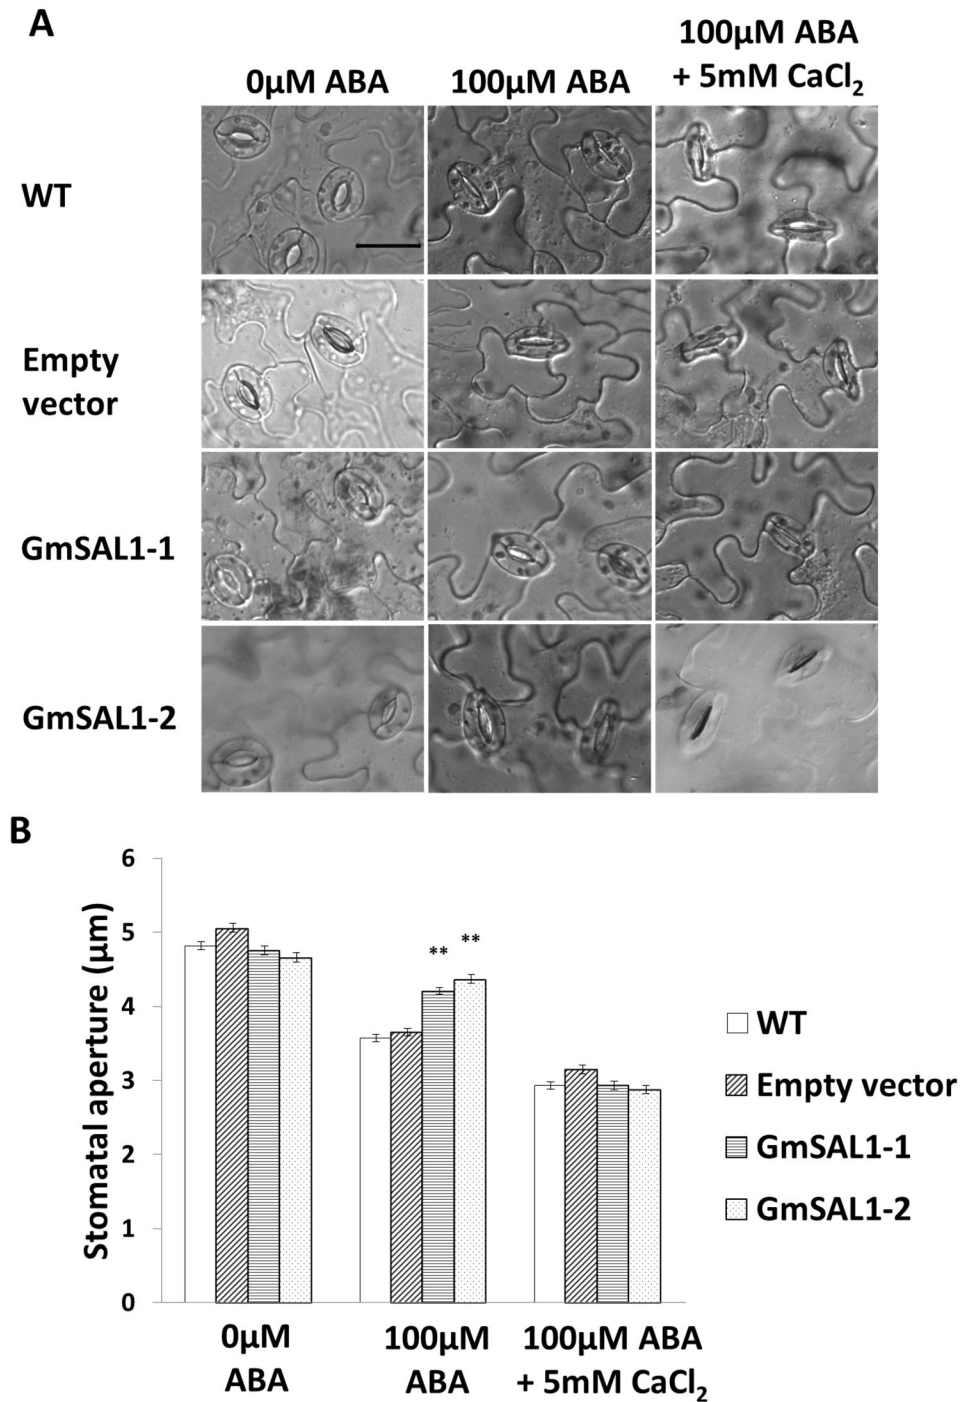 A
0μM ABA
100μM ABA
100μM ABA
+ 5mM CaCl₂
WT
Empty
vector
GmSAL1-1
GmSAL1-2
B
Stomatal aperture (μm)
6
5
4
3
2
1
0
**
**
0μM
ABA
100μM
ABA
100μM ABA
+ 5mM CaCl₂
WT
Empty vector
GmSAL1-1
GmSAL1-2